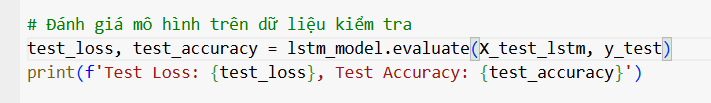 # Đánh giá mô hình trên dữ liệu kiểm tra
test_loss, test_accuracy = lstm_model.evaluate(X_test_lstm, y_test)
print(f'Test Loss: {test_loss}, Test Accuracy: {test_accuracy}')